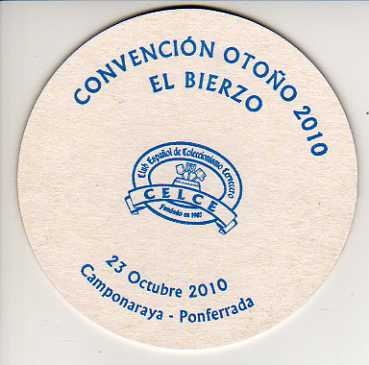 CONVENCIÓN OTOÑO 2010
EL BIERZO
Club Español de Coleccionismo Cervecero
CELCE
Fundado en 1987
23 Octubre 2010
Camponaraya - Ponferrada